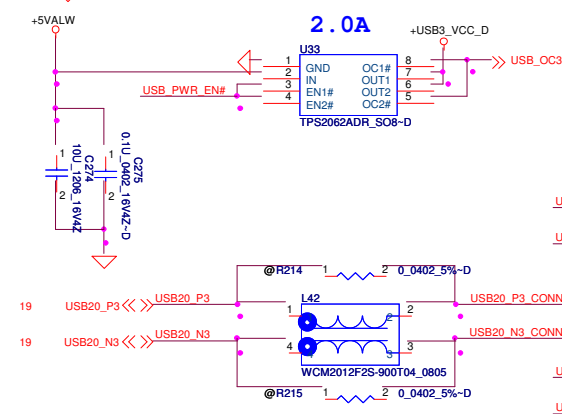 2.0A
+5VALW
+USB3_VCC_D
U33
1 GND OC1# 8
2 IN OUT1 7
3 EN1# OUT2 6
4 EN2# OC2# 5
USB_OC3
USB_PWR_EN#
TPS2062ADR_SO8~D
1
2
C274
10U_1206_16V4Z
1
2
C275
0.1U_0402_16V4Z~D
@R214 1 2 0_0402_5%~D
19 USB20_P3 USB20_P3
L42
1 2 2
USB20_P3_CONN
19 USB20_N3 USB20_N3
4 3 3
USB20_N3_CONN
WCM2012F2S-900T04_0805
@R215 1 2 0_0402_5%~D
U
U
U
U